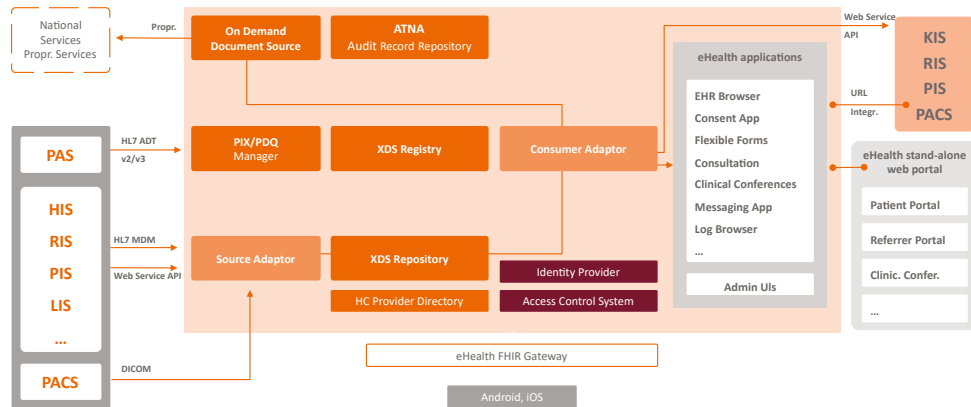 National
Services
Propr. Services
Propr.
On Demand
Document Source
ATNA
Audit Record Repository
Web Service
API
KIS
RIS
PIS
PACS
URL
Integr.
eHealth applications
EHR Browser
Consent App
Flexible Forms
Consultation
Clinical Conferences
Messaging App
Log Browser
...
Admin UIs
PAS
HL7 ADT
v2/v3
PIX/PDQ
Manager
XDS Registry
Consumer Adaptor
eHealth stand-alone
web portal
Patient Portal
Referrer Portal
Clinic. Confer.
...
HIS
RIS
PIS
LIS
...
HL7 MDM
Web Service API
Source Adaptor
XDS Repository
Identity Provider
HC Provider Directory
Access Control System
PACS
DICOM
eHealth FHIR Gateway
Android, iOS